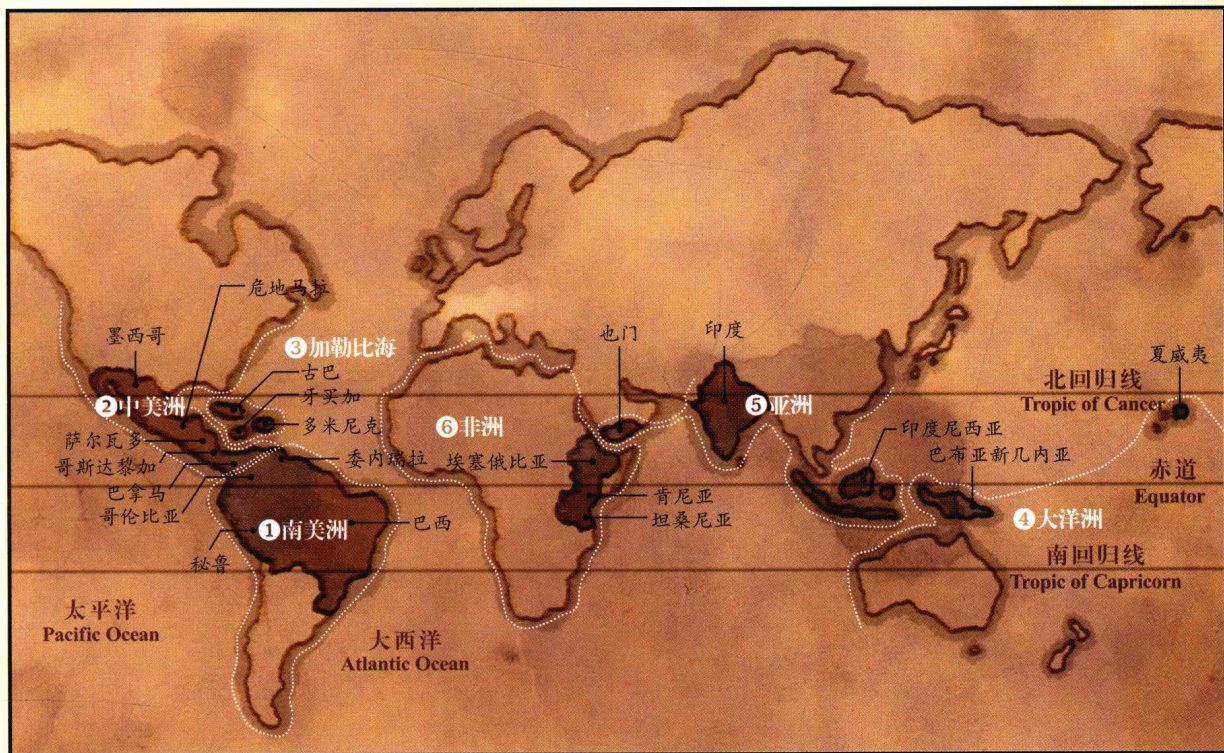 危地马拉
墨西哥
❸加勒比海
古巴
❷中美洲
牙买加
多米尼克
萨尔瓦多
哥斯达黎加
委内瑞拉
巴拿马
哥伦比亚
❶南美洲
巴西
秘鲁
太平洋
Pacific Ocean
大西洋
Atlantic Ocean
也门
❻非洲
埃塞俄比亚
肯尼亚
坦桑尼亚
印度
❺亚洲
印度尼西亚
巴布亚新几内亚
❹大洋洲
夏威夷
北回归线
Tropic of Cancer
赤道
Equator
南回归线
Tropic of Capricorn